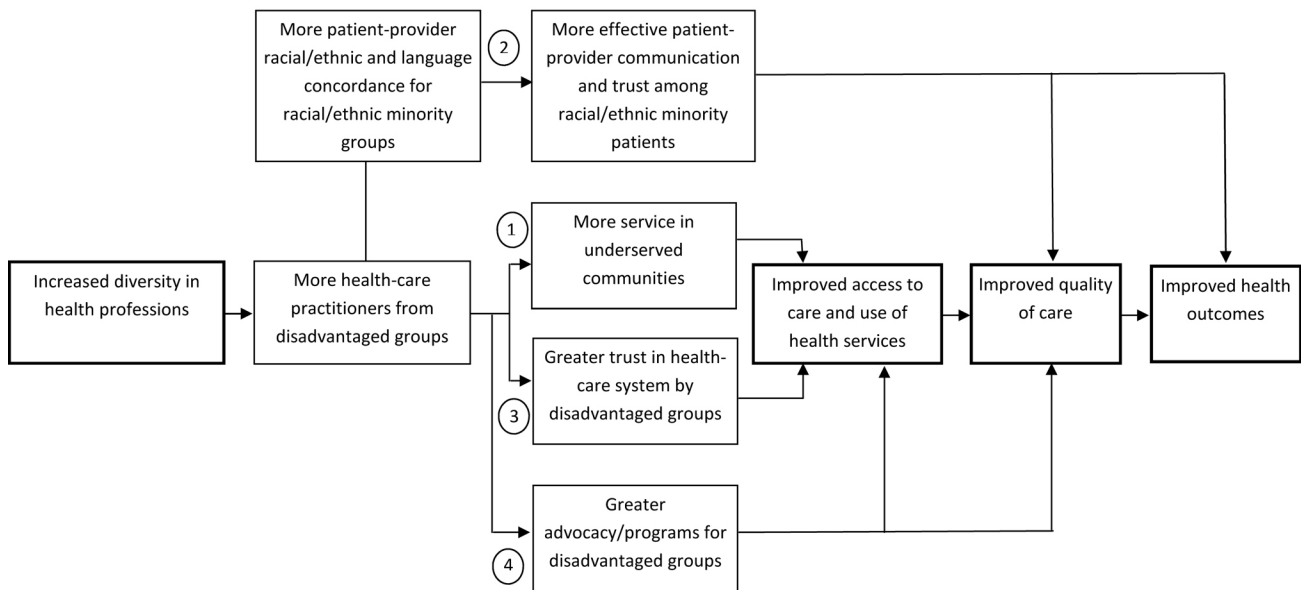 More patient-provider
racial/ethnic and language
concordance for
racial/ethnic minority
groups
2
More effective patient-
provider communication
and trust among
racial/ethnic minority
patients
Increased diversity in
health professions
More health-care
practitioners from
disadvantaged groups
1
More service in
underserved
communities
3
Greater trust in health-
care system by
disadvantaged groups
4
Greater
advocacy/programs for
disadvantaged groups
Improved access to
care and use of
health services
Improved quality
of care
Improved health
outcomes